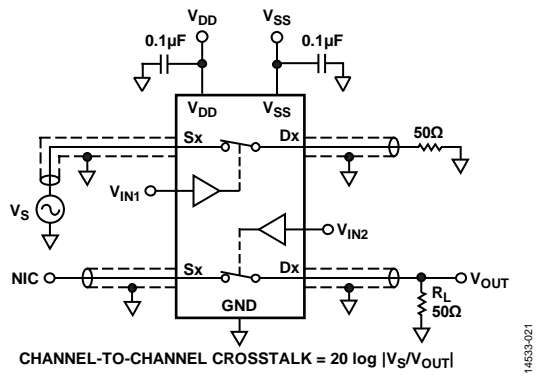 VDD
VSS
0.1µF
0.1µF
VDD
VSS
Sx
Dx
50Ω
VIN1
VS
VIN2
NIC
Sx
Dx
VOUT
RL
50Ω
GND
CHANNEL-TO-CHANNEL CROSSTALK = 20 log |VS/VOUT|
14533-021